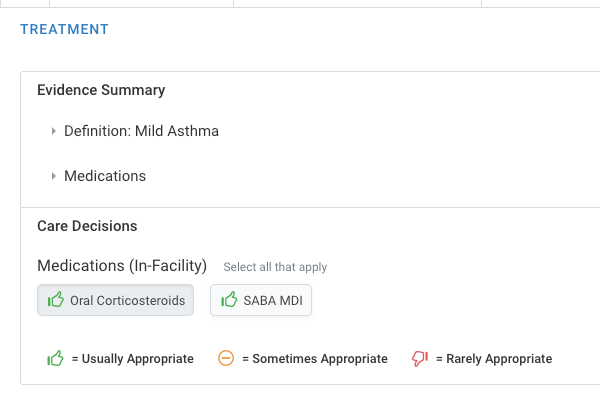 TREATMENT
Evidence Summary
Definition: Mild Asthma
Medications
Care Decisions
Medications (In-Facility) Select all that apply
Oral Corticosteroids SABA MDI
= Usually Appropriate = Sometimes Appropriate = Rarely Appropriate